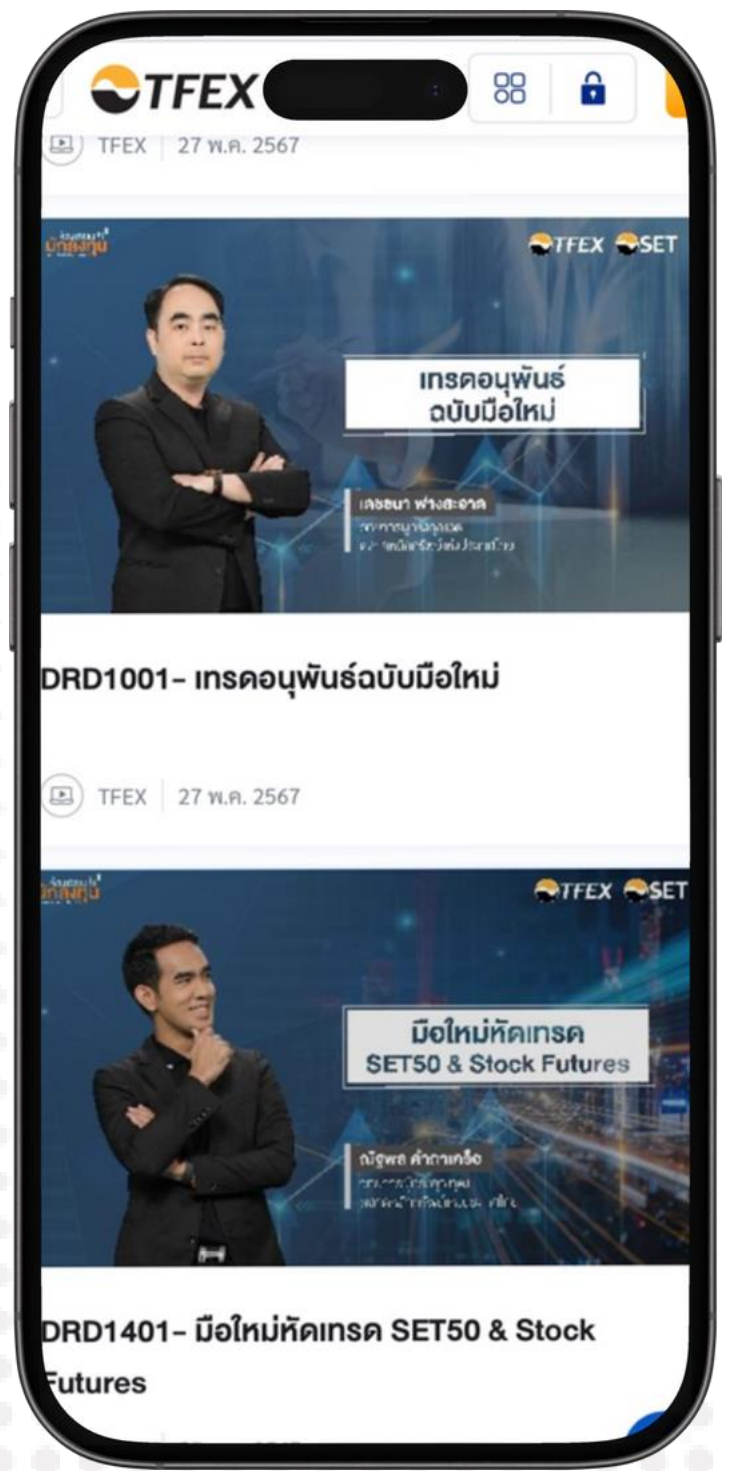 TFEX
TFEX 27 พ.ค. 2567
TFEX SET
เทรดอนุพันธ์
ฉบับมือใหม่
DRD1001- เทรดอนุพันธ์ฉบับมือใหม่
TFEX 27 พ.ค. 2567
TFEX SET
มือใหม่หัดเทรด
SET50 & Stock Futures
DRD1401- มือใหม่หัดเทรด SET50 & Stock
Futures